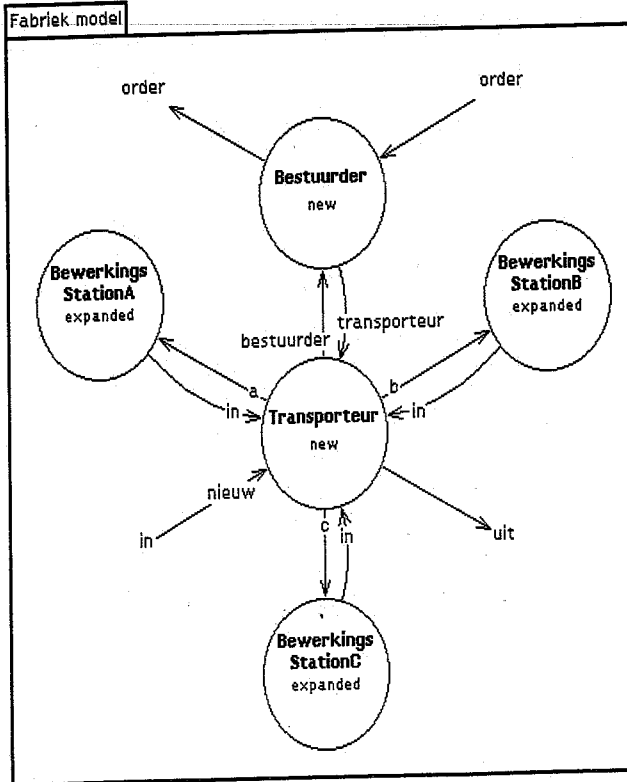 Fabriek model
order
order
Bestuurder
new
Bewerkings
StationA
expanded
Bewerkings
StationB
expanded
transporteur
bestuurder
a
b
in
in
Transporteur
new
nieuw
in
uit
c
in
Bewerkings
StationC
expanded